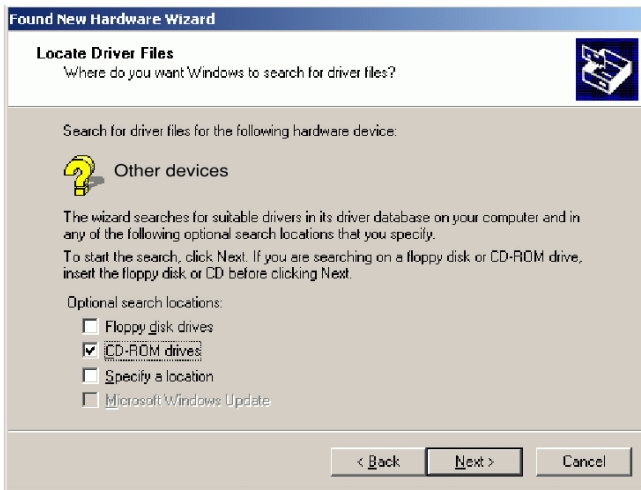 Found New Hardware Wizard
Locate Driver Files
Where do you want Windows to search for driver files?
Search for driver files for the following hardware device:
Other devices
The wizard searches for suitable drivers in its driver database on your computer and in
any of the following optional search locations that you specify.
To start the search, click Next. If you are searching on a floppy disk or CD-ROM drive,
insert the floppy disk or CD before clicking Next.
Optional search locations:
Floppy disk drives
CD-ROM drives
Specify a location
Microsoft Windows Update
< Back Next > Cancel